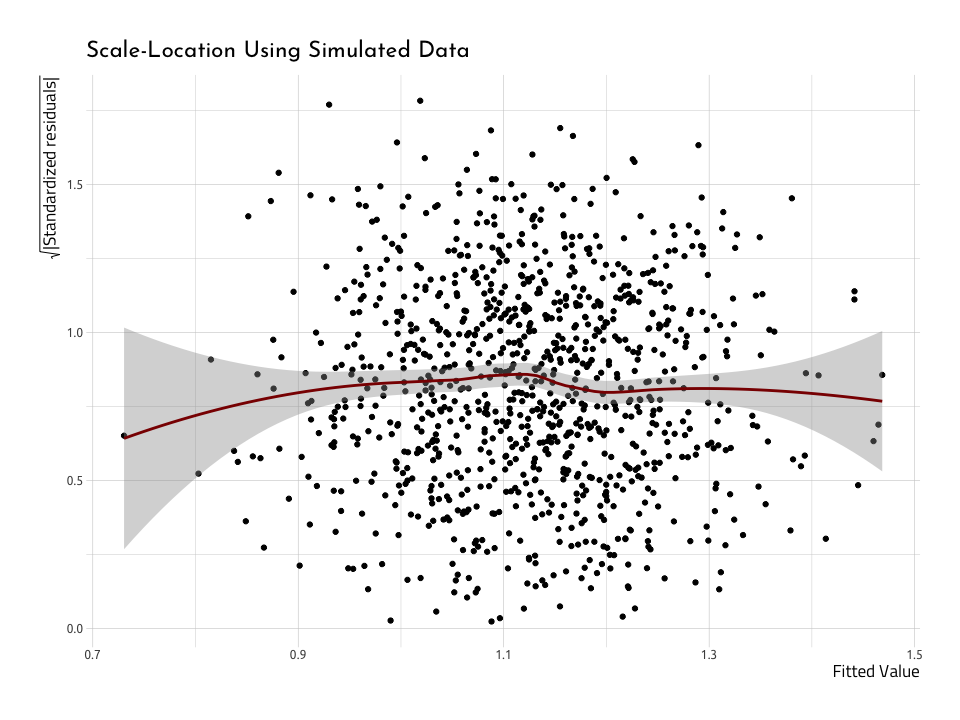 Scale-Location Using Simulated Data
√|Standardized residuals|
1.5
1.0
0.5
0.0
0.7 0.9 1.1 1.3 1.5
Fitted Value